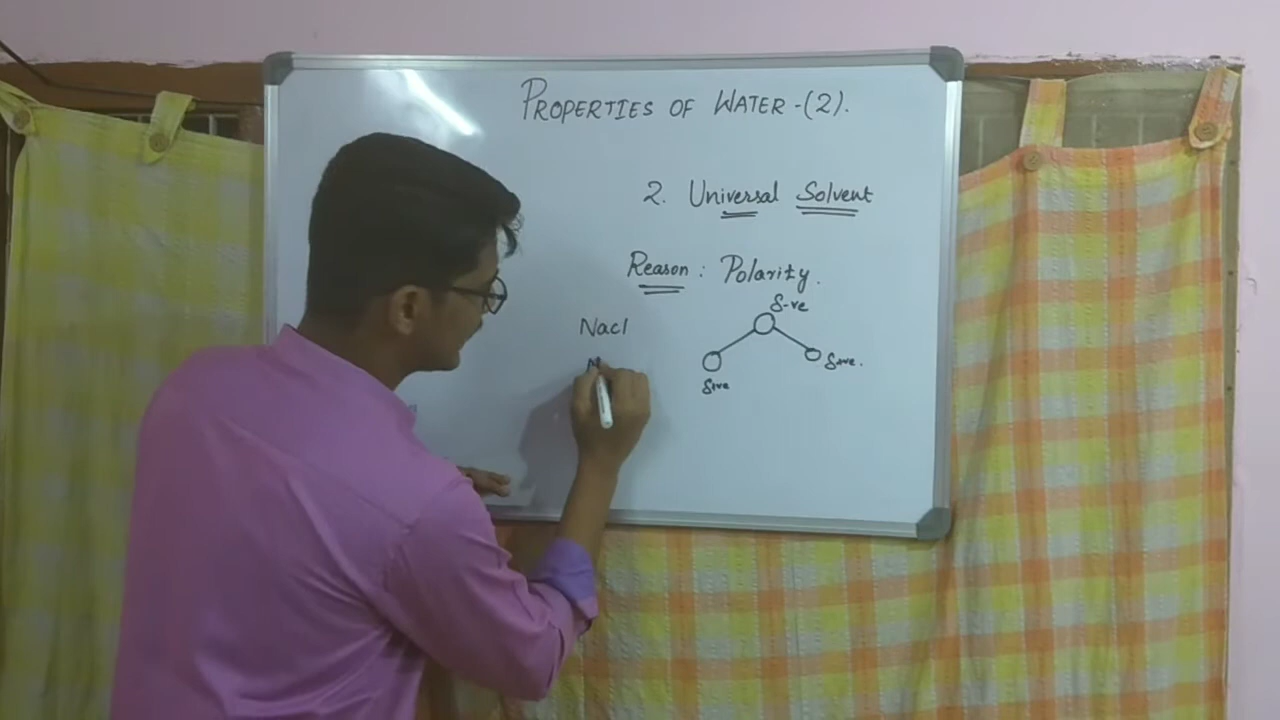 PROPERTIES OF WATER -(2).
2. Universal Solvent
Reason : Polarity.
δ-ve
Nacl
δ+ve
δ+ve.